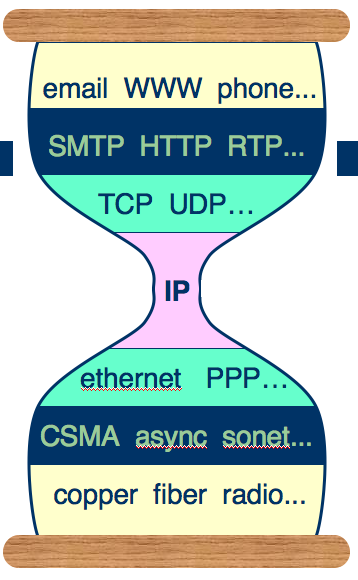 email WWW phone...
SMTP HTTP RTP...
TCP UDP...
IP
ethernet PPP...
CSMA async sonet...
copper fiber radio...